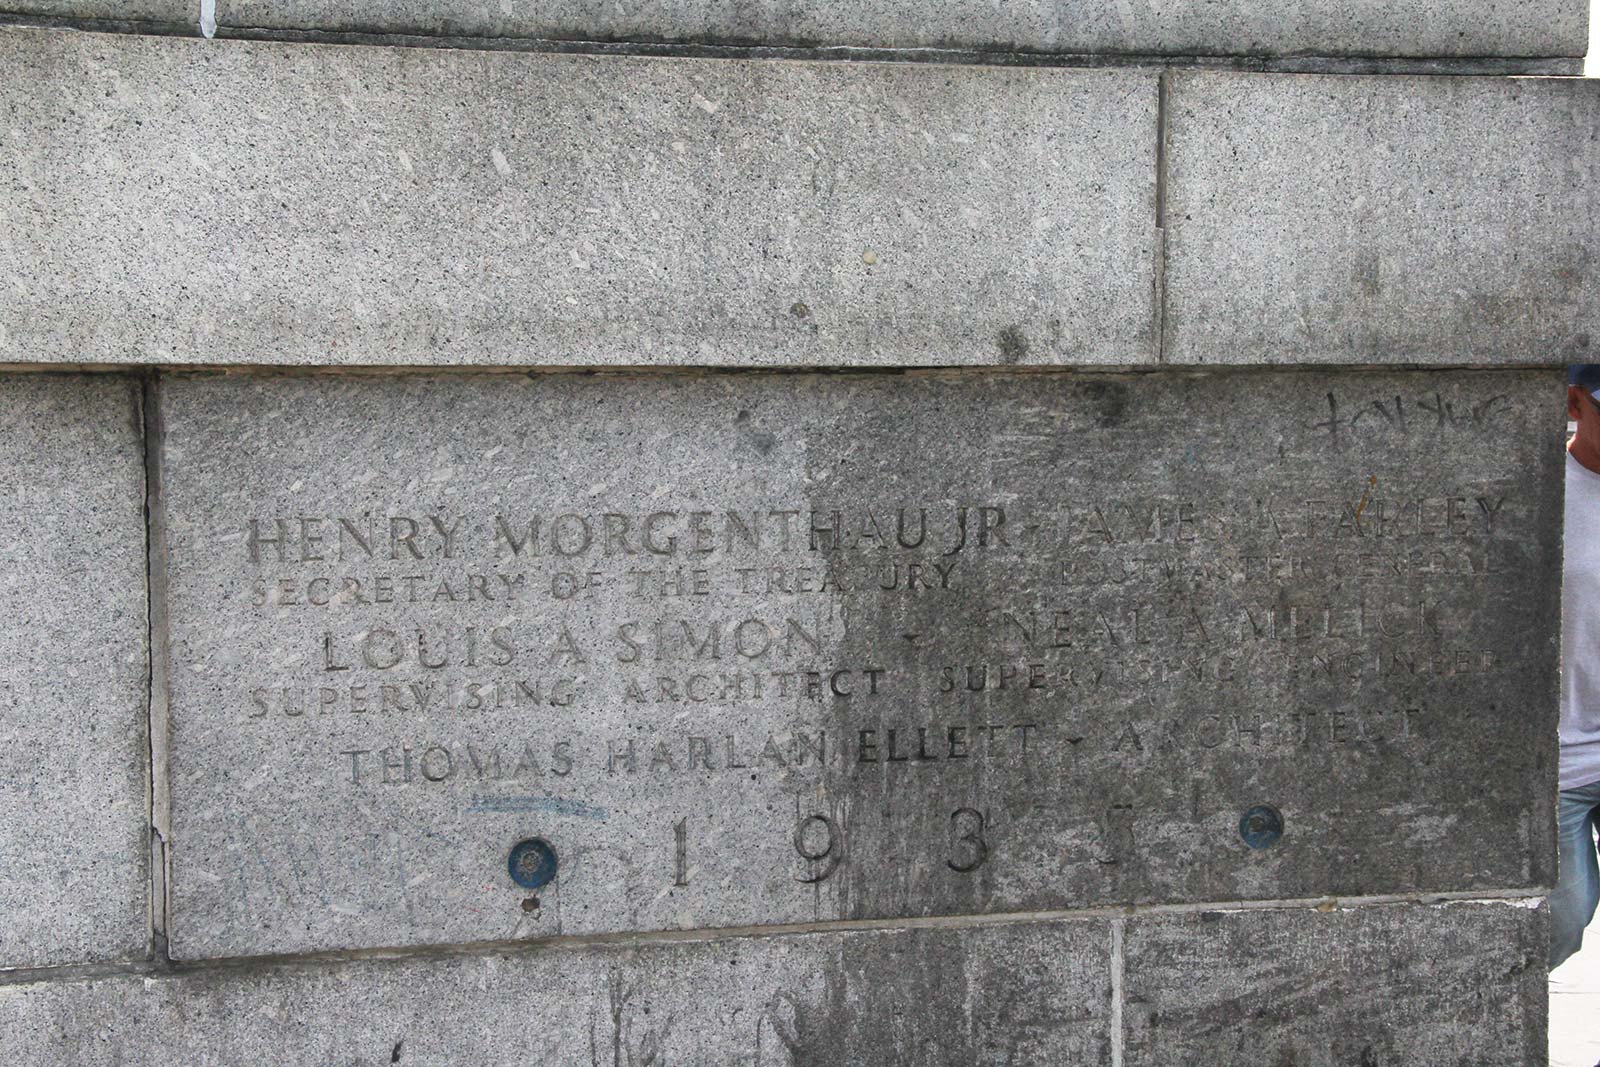 HENRY MORGENTHAU JR · JAMES A FARLEY
SECRETARY OF THE TREASURY POSTMASTER GENERAL
LOUIS A SIMON · NEAL A MELICK
SUPERVISING ARCHITECT SUPERVISING ENGINEER
THOMAS HARLAN ELLETT · ARCHITECT
1935